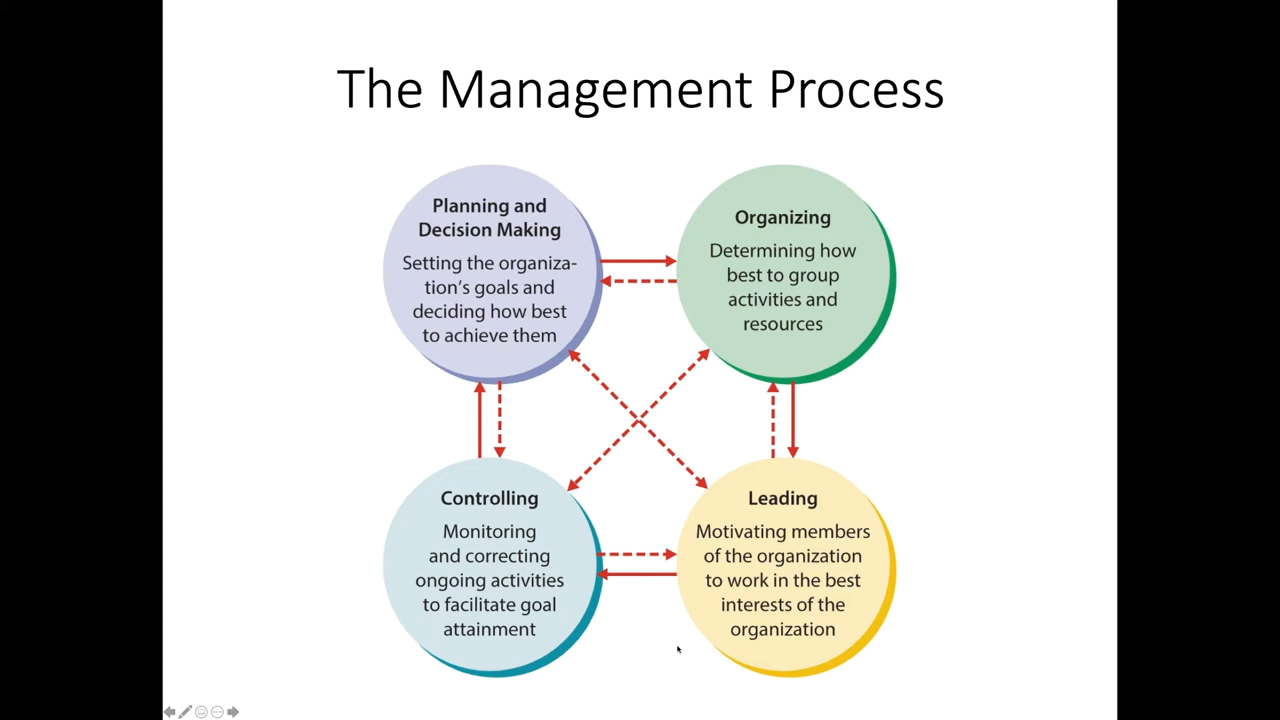 The Management Process
Planning and
Decision Making
Setting the organiza-
tion's goals and
deciding how best
to achieve them
Organizing
Determining how
best to group
activities and
resources
Controlling
Monitoring
and correcting
ongoing activities
to facilitate goal
attainment
Leading
Motivating members
of the organization
to work in the best
interests of the
organization